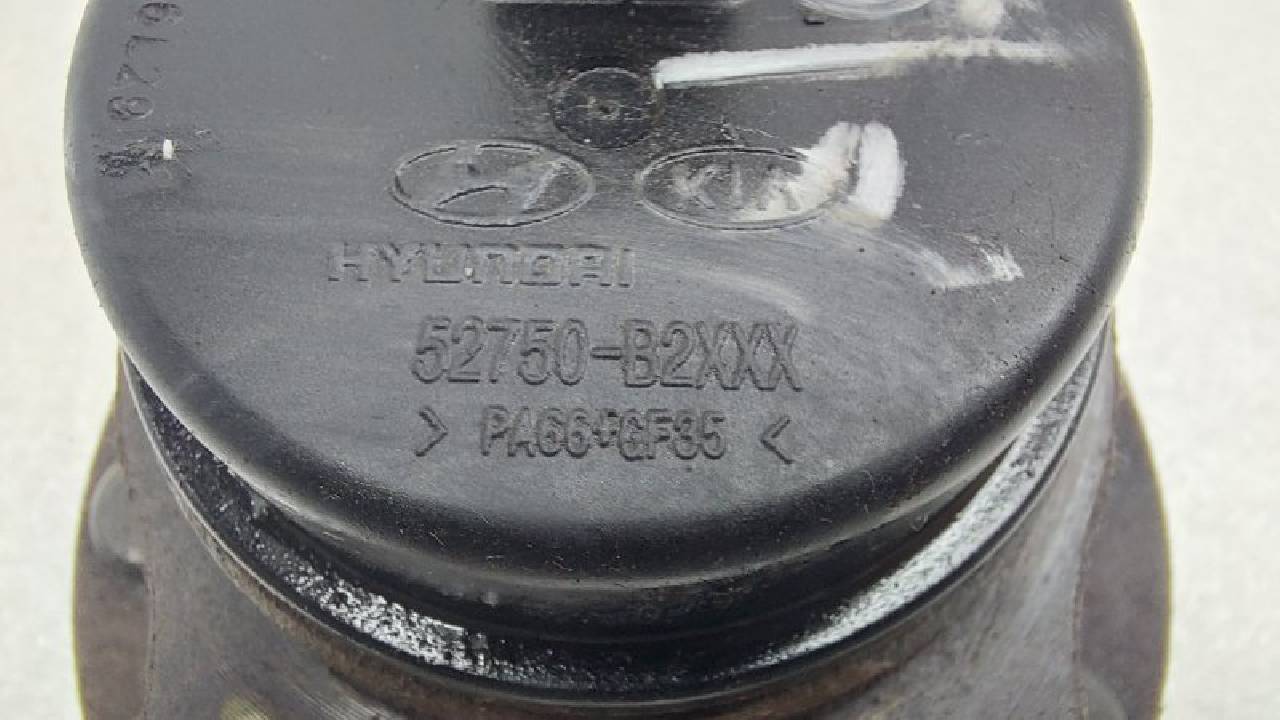 KIA
HYUNDAI
52750-B2XXX
> PA66+GF35 <